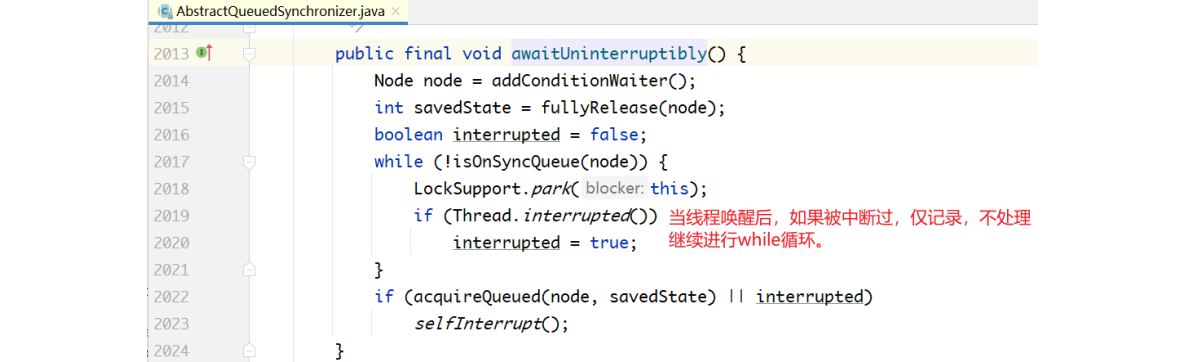 AbstractQueuedSynchronizer.java ×
2012 */
2013 public final void awaitUninterruptibly() {
2014 Node node = addConditionWaiter();
2015 int savedState = fullyRelease(node);
2016 boolean interrupted = false;
2017 while (!isOnSyncQueue(node)) {
2018 LockSupport.park( blocker: this);
2019 if (Thread.interrupted()) 当线程唤醒后，如果被中断过，仅记录，不处理
2020 interrupted = true; 继续进行while循环。
2021 }
2022 if (acquireQueued(node, savedState) || interrupted)
2023 selfInterrupt();
2024 }